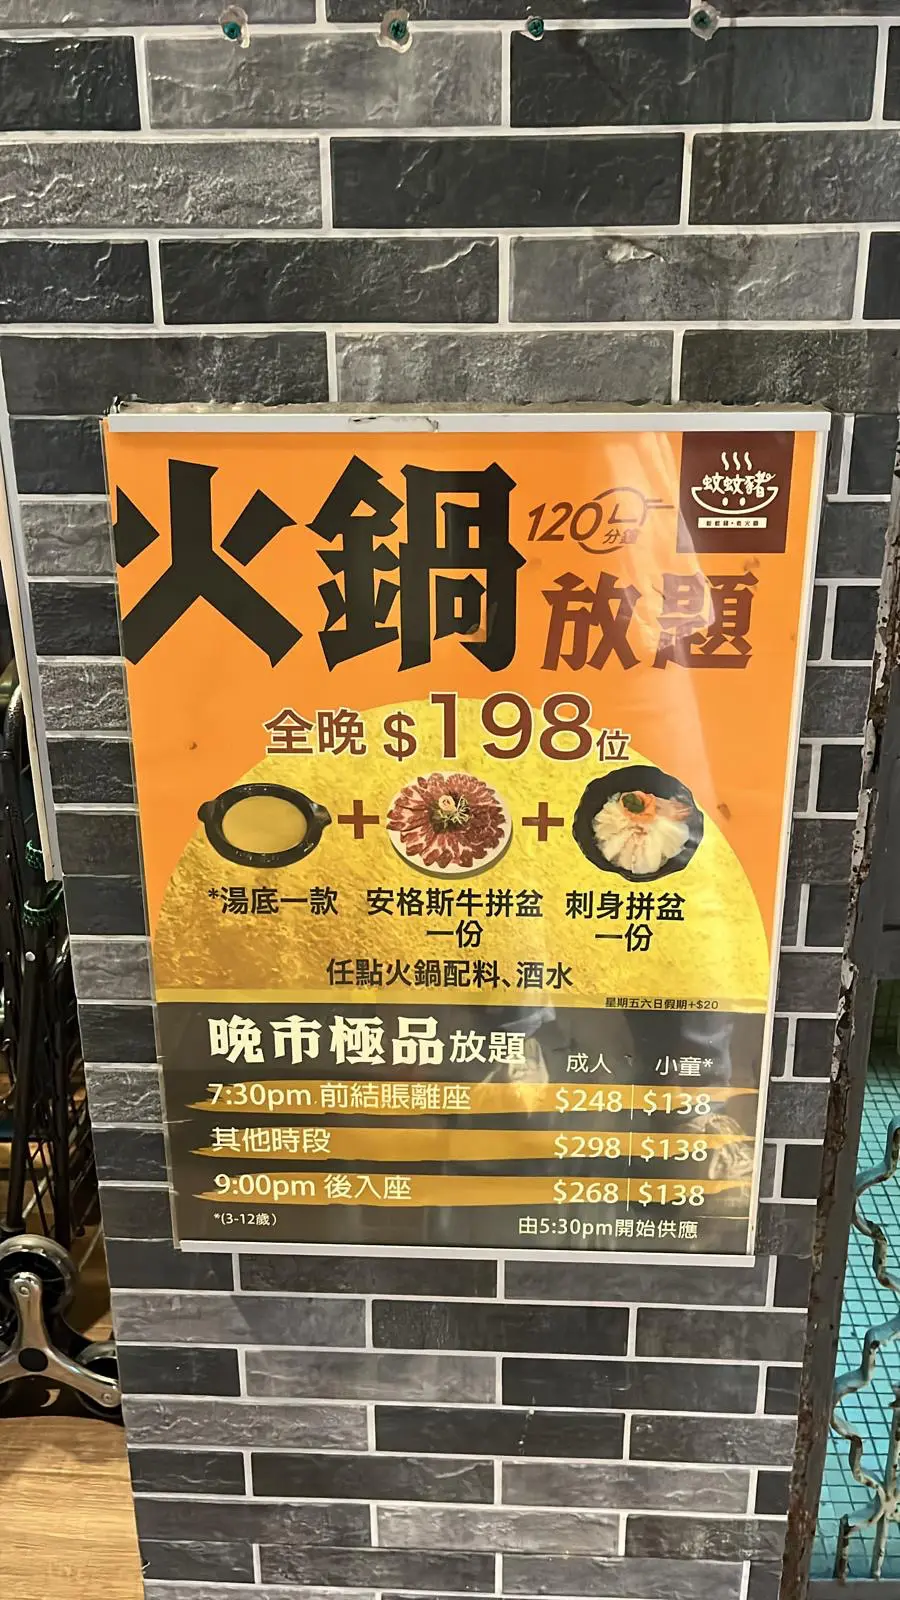 火鍋
120分鐘
放題
蚊蚊豬
全晚 $198位
+ +
*湯底一款 安格斯牛拼盆一份 刺身拼盆一份
任點火鍋配料、酒水
星期五六日假期+$20
晚市極品放題 成人 小童*
7:30pm 前結賬離座 $248 $138
其他時段 $298 $138
9:00pm 後入座 $268 $138
*(3-12歲)
由5:30pm開始供應